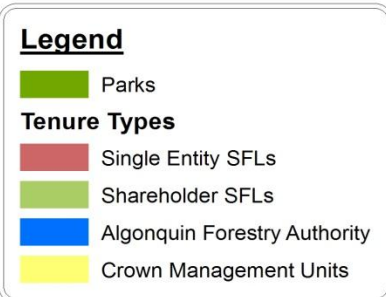 Legend
Parks
Tenure Types
Single Entity SFLs
Shareholder SFLs
Algonquin Forestry Authority
Crown Management Units